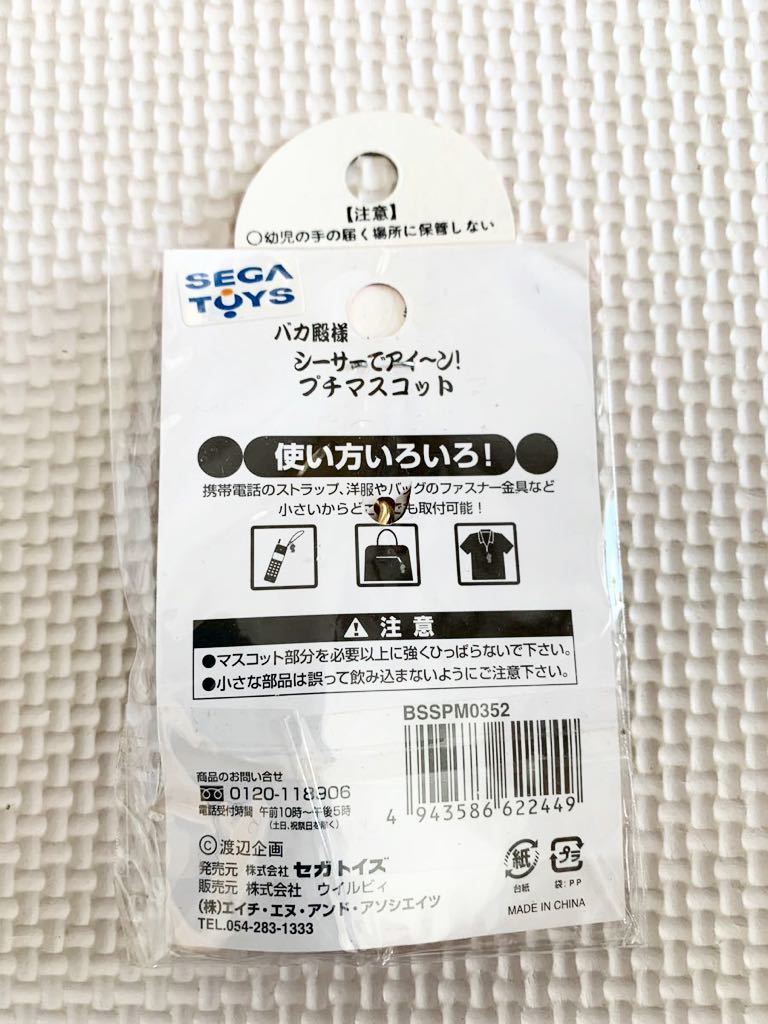 【注意】
○幼児の手の届く場所に保管しない
SEGA
TOYS
バカ殿様
シーサーでアイ〜ン!
プチマスコット
使い方いろいろ!
携帯電話のストラップ、洋服やバッグのファスナー金具など
小さいからどこでも取付可能!
⚠ 注意
●マスコット部分を必要以上に強くひっぱらないで下さい。
●小さな部品は誤って飲み込まないようにご注意下さい。
BSSPM0352
4 943586 622449
商品のお問い合せ
0120-118906
電話受付時間 午前10時〜午後5時
(土日、祝祭日を除く)
©渡辺企画
発売元 株式会社 セガトイズ
販売元 株式会社 ウイルビィ
(株)エイチ・エヌ・アンド・アソシエイツ
TEL.054-283-1333
紙
台紙
プラ
袋:PP
MADE IN CHINA